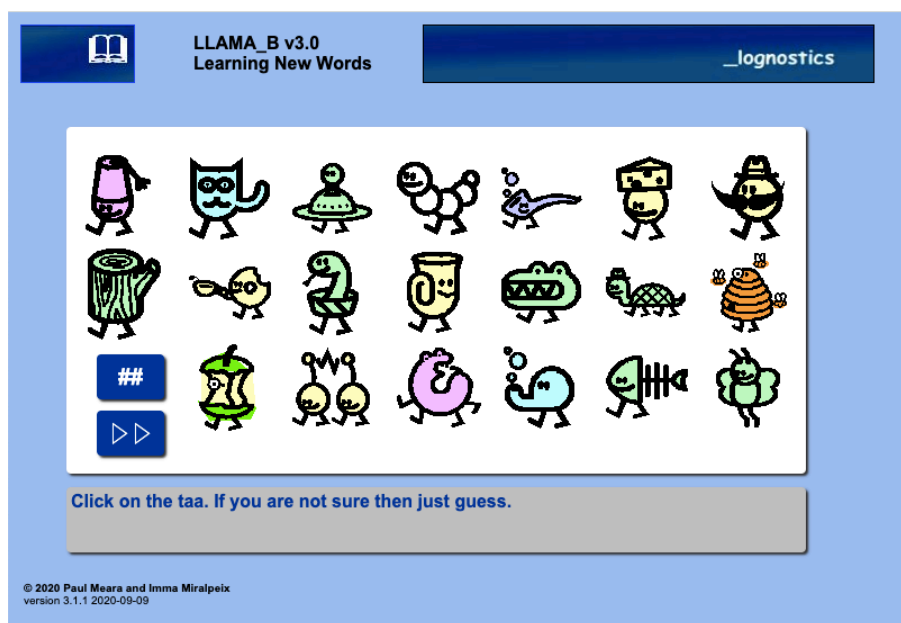 LLAMA_B v3.0
Learning New Words
_lognostics
##
Click on the taa. If you are not sure then just guess.
© 2020 Paul Meara and Imma Miralpeix
version 3.1.1 2020-09-09